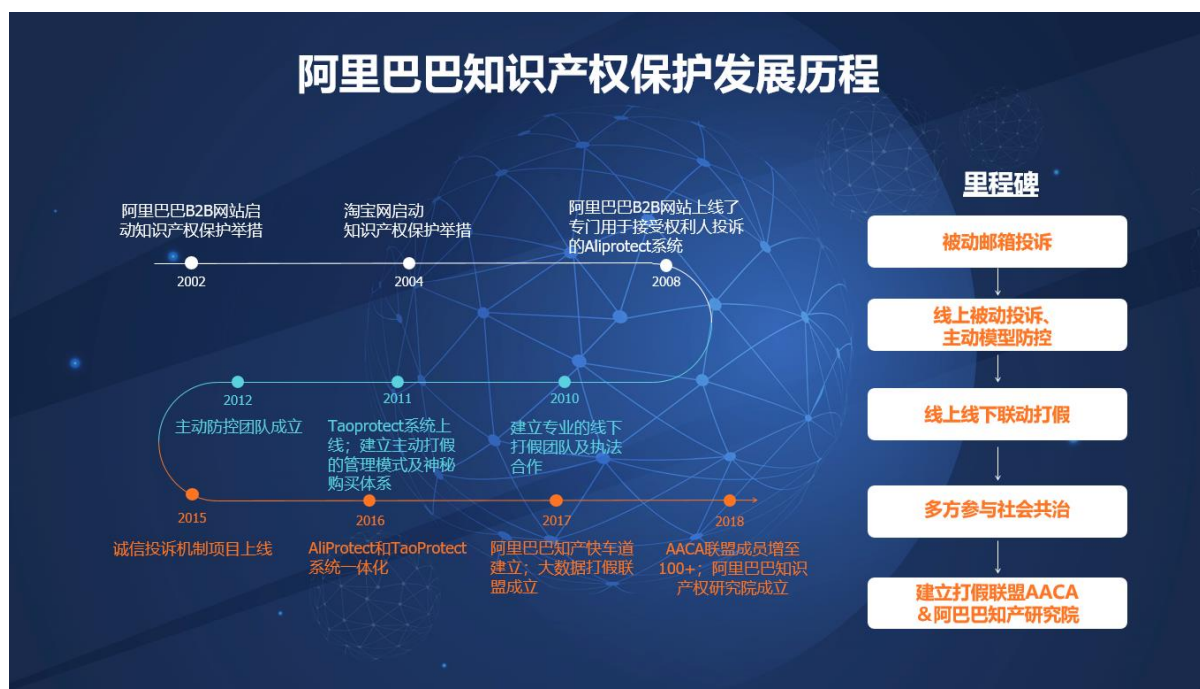 阿里巴巴知识产权保护发展历程
阿里巴巴B2B网站启
动知识产权保护举措
2002
淘宝网启动
知识产权保护举措
2004
阿里巴巴B2B网站上线了
专门用于接受权利人投诉
的Aliprotect系统
2008
2012
主动防控团队成立
2011
Taoprotect系统上
线；建立主动打假
的管理模式及神秘
购买体系
2010
建立专业的线下
打假团队及执法
合作
2015
诚信投诉机制项目上线
2016
AliProtect和TaoProtect
系统一体化
2017
阿里巴巴知产快车道
建立；大数据打假联
盟成立
2018
AACA联盟成员增至
100+；阿里巴巴知识
产权研究院成立
里程碑
被动邮箱投诉
线上被动投诉、
主动模型防控
线上线下联动打假
多方参与社会共治
建立打假联盟AACA
&阿巴巴知产研究院